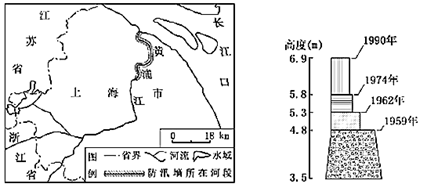 江
苏
省
浙
江
省
上 海 市
黄
浦
江
长
江
口
0 18 km
图 例
省界
河流
水域
防汛墙所在河段
高度(m)
6.9
5.8
5.3
4.8
3.5
1990年
1974年
1962年
1959年